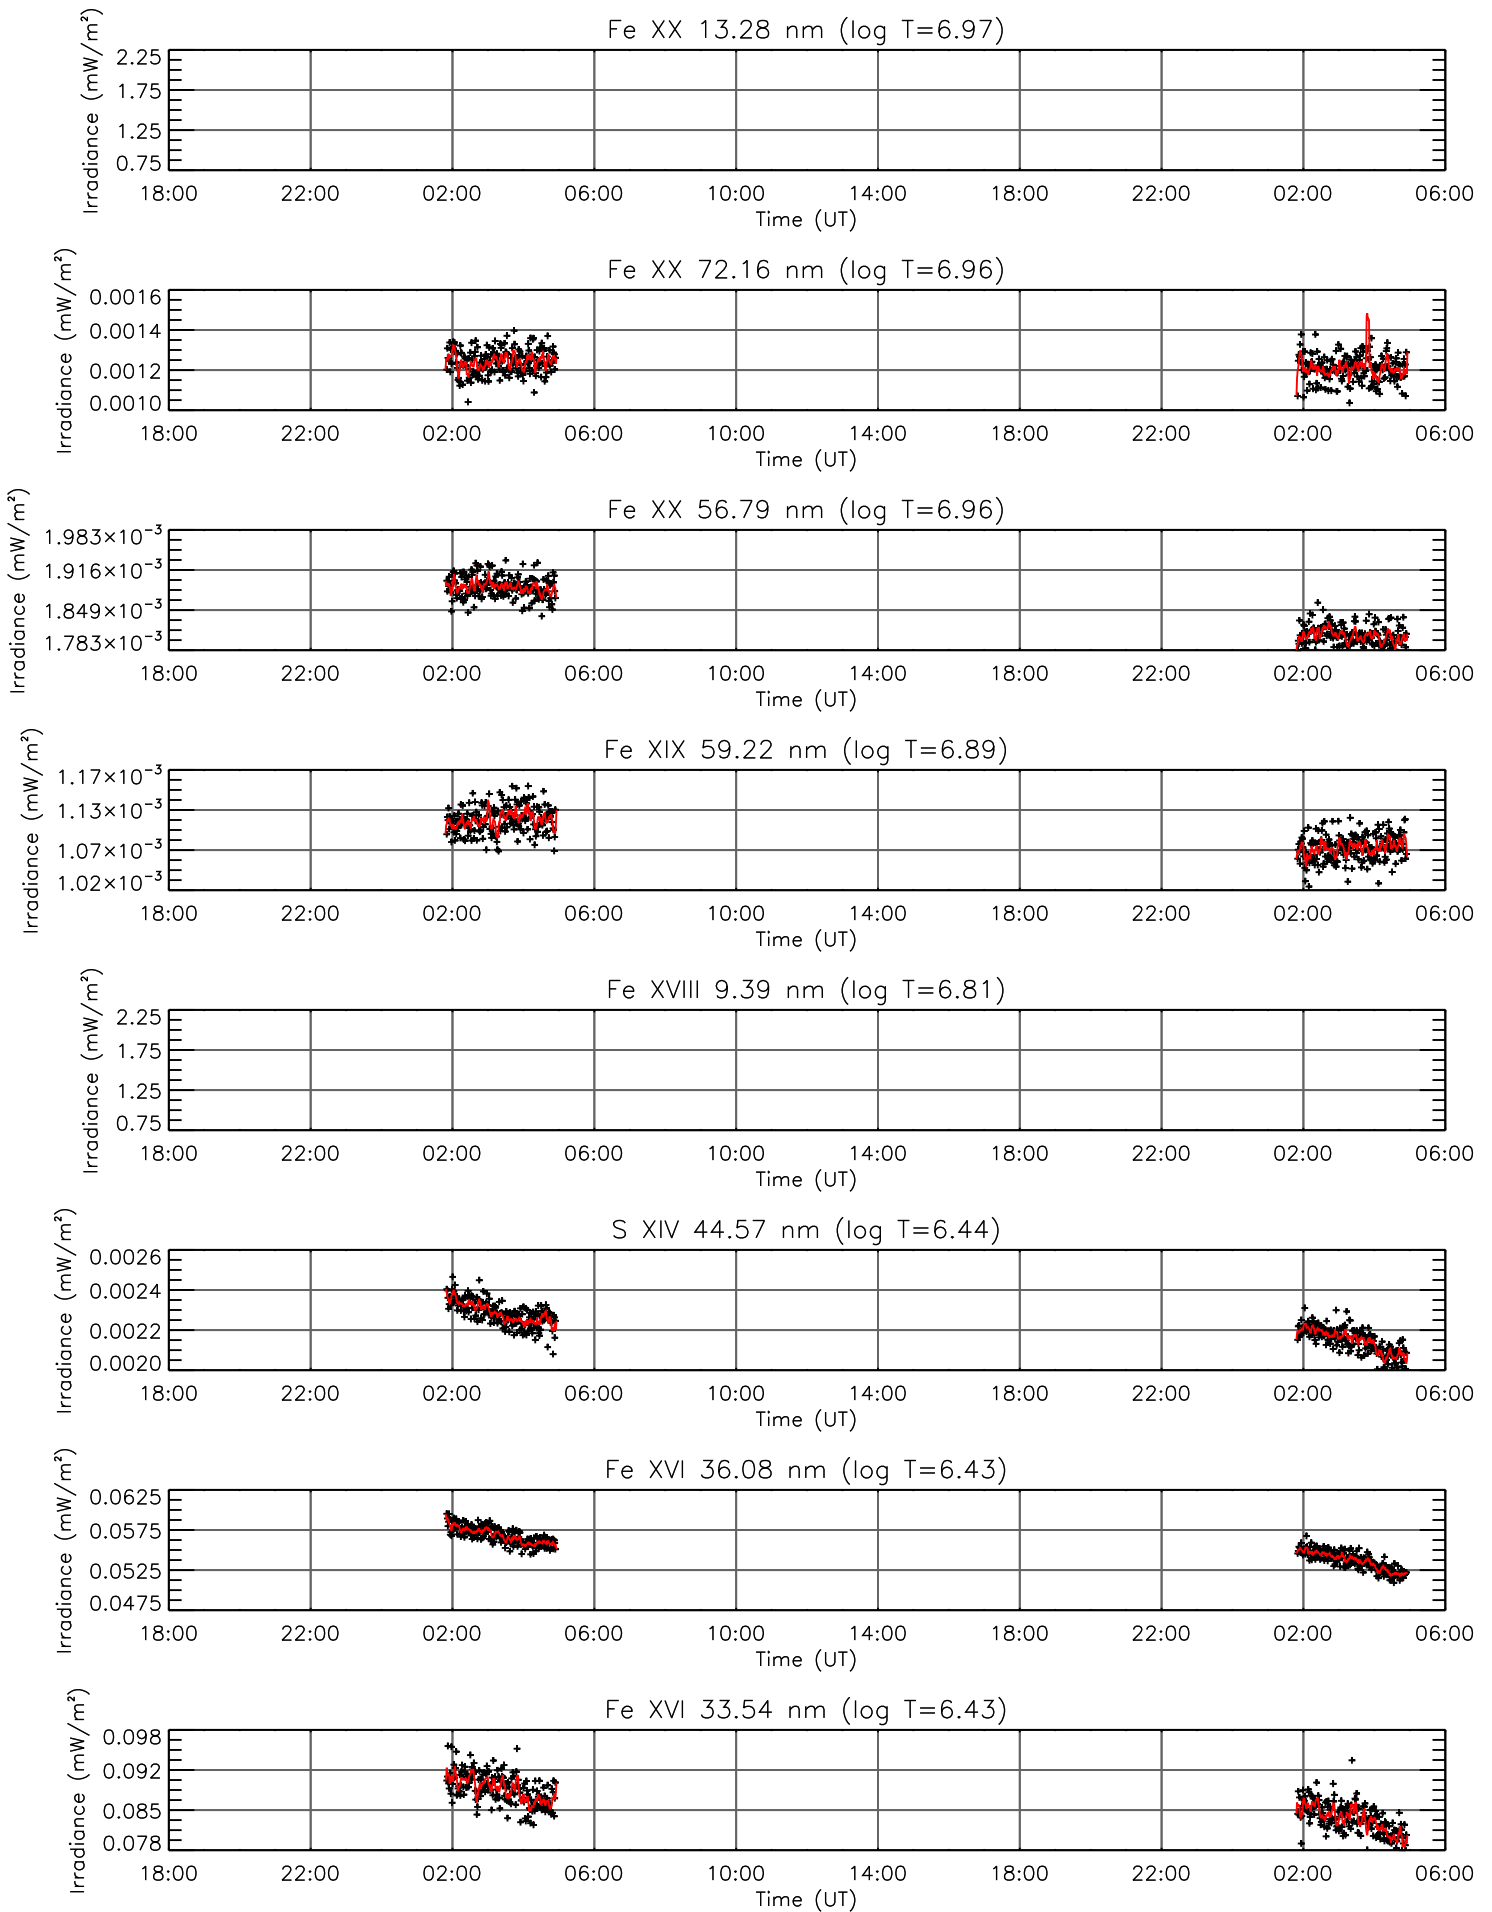 Fe XX 13.28 nm (log T=6.97)
Irradiance (mW/m²)
2.25
1.75
1.25
0.75
18:00 22:00 02:00 06:00 10:00 14:00 18:00 22:00 02:00 06:00
Time (UT)
Fe XX 72.16 nm (log T=6.96)
Irradiance (mW/m²)
0.0016
0.0014
0.0012
0.0010
18:00 22:00 02:00 06:00 10:00 14:00 18:00 22:00 02:00 06:00
Time (UT)
Fe XX 56.79 nm (log T=6.96)
Irradiance (mW/m²)
1.983×10⁻³
1.916×10⁻³
1.849×10⁻³
1.783×10⁻³
18:00 22:00 02:00 06:00 10:00 14:00 18:00 22:00 02:00 06:00
Time (UT)
Fe XIX 59.22 nm (log T=6.89)
Irradiance (mW/m²)
1.17×10⁻³
1.13×10⁻³
1.07×10⁻³
1.02×10⁻³
18:00 22:00 02:00 06:00 10:00 14:00 18:00 22:00 02:00 06:00
Time (UT)
Fe XVIII 9.39 nm (log T=6.81)
Irradiance (mW/m²)
2.25
1.75
1.25
0.75
18:00 22:00 02:00 06:00 10:00 14:00 18:00 22:00 02:00 06:00
Time (UT)
S XIV 44.57 nm (log T=6.44)
Irradiance (mW/m²)
0.0026
0.0024
0.0022
0.0020
18:00 22:00 02:00 06:00 10:00 14:00 18:00 22:00 02:00 06:00
Time (UT)
Fe XVI 36.08 nm (log T=6.43)
Irradiance (mW/m²)
0.0625
0.0575
0.0525
0.0475
18:00 22:00 02:00 06:00 10:00 14:00 18:00 22:00 02:00 06:00
Time (UT)
Fe XVI 33.54 nm (log T=6.43)
Irradiance (mW/m²)
0.098
0.092
0.085
0.078
18:00 22:00 02:00 06:00 10:00 14:00 18:00 22:00 02:00 06:00
Time (UT)